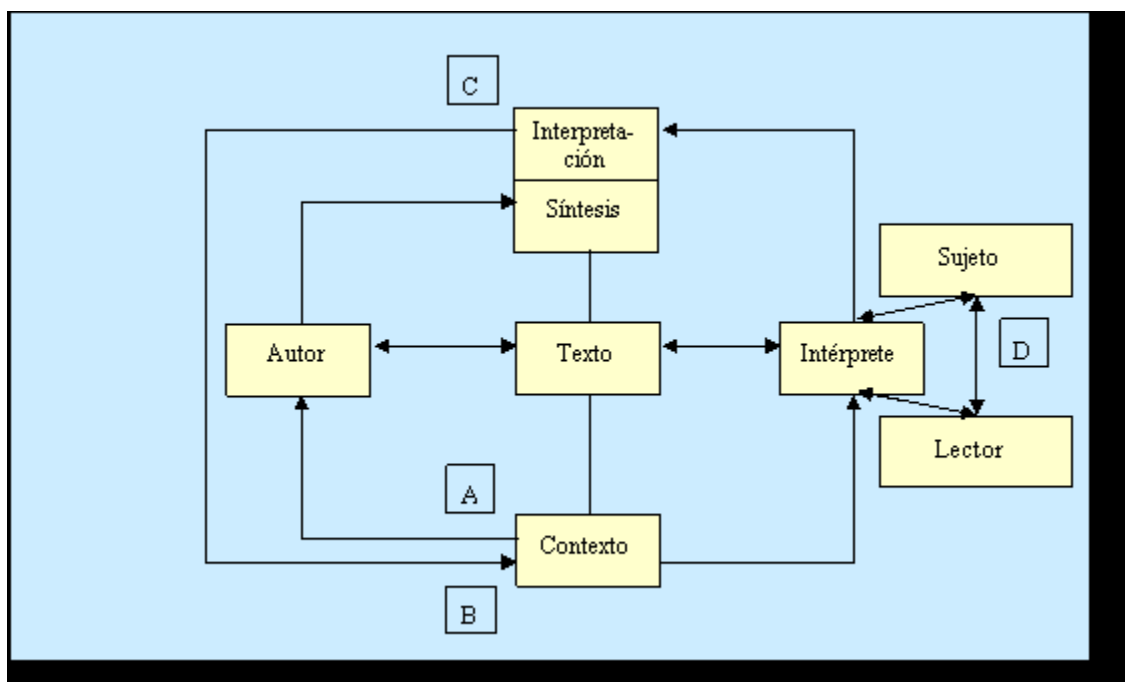 C
Interpreta-
ción
Síntesis
Sujeto
Autor
Texto
Intérprete
D
Lector
A
Contexto
B